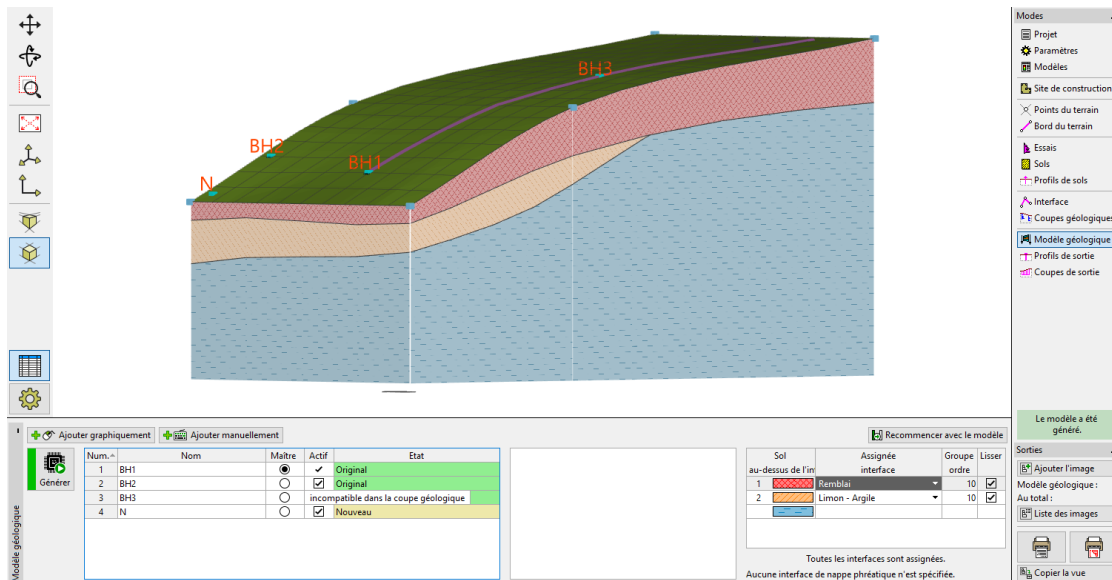 BH3
BH2
BH1
N
Modes
Projet
Paramètres
Modèles
Site de construction
Points du terrain
Bord du terrain
Essais
Sols
Profils de sols
Interface
Coupes géologiques
Modèle géologique
Profils de sortie
Coupes de sortie
Le modèle a été
généré.
Modèle géologique
Ajouter graphiquement
Ajouter manuellement
Générer
Num. Nom Maître Actif Etat
1 BH1 Original
2 BH2 Original
3 BH3 incompatible dans la coupe géologique
4 N Nouveau
Recommencer avec le modèle
Sol Assignée Groupe Lisser
au-dessus de l'in interface ordre
1 Remblai 10
2 Limon - Argile 10
Toutes les interfaces sont assignées.
Aucune interface de nappe phréatique n'est spécifiée.
Sorties
Ajouter l'image
Modèle géologique :
Au total :
Liste des images
Copier la vue